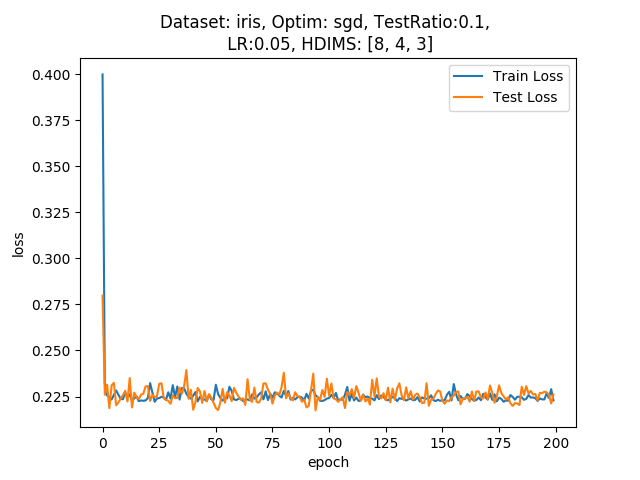 Dataset: iris, Optim: sgd, TestRatio:0.1,
LR:0.05, HDIMS: [8, 4, 3]
Train Loss
Test Loss
0.400
0.375
0.350
0.325
0.300
0.275
0.250
0.225
loss
0 25 50 75 100 125 150 175 200
epoch